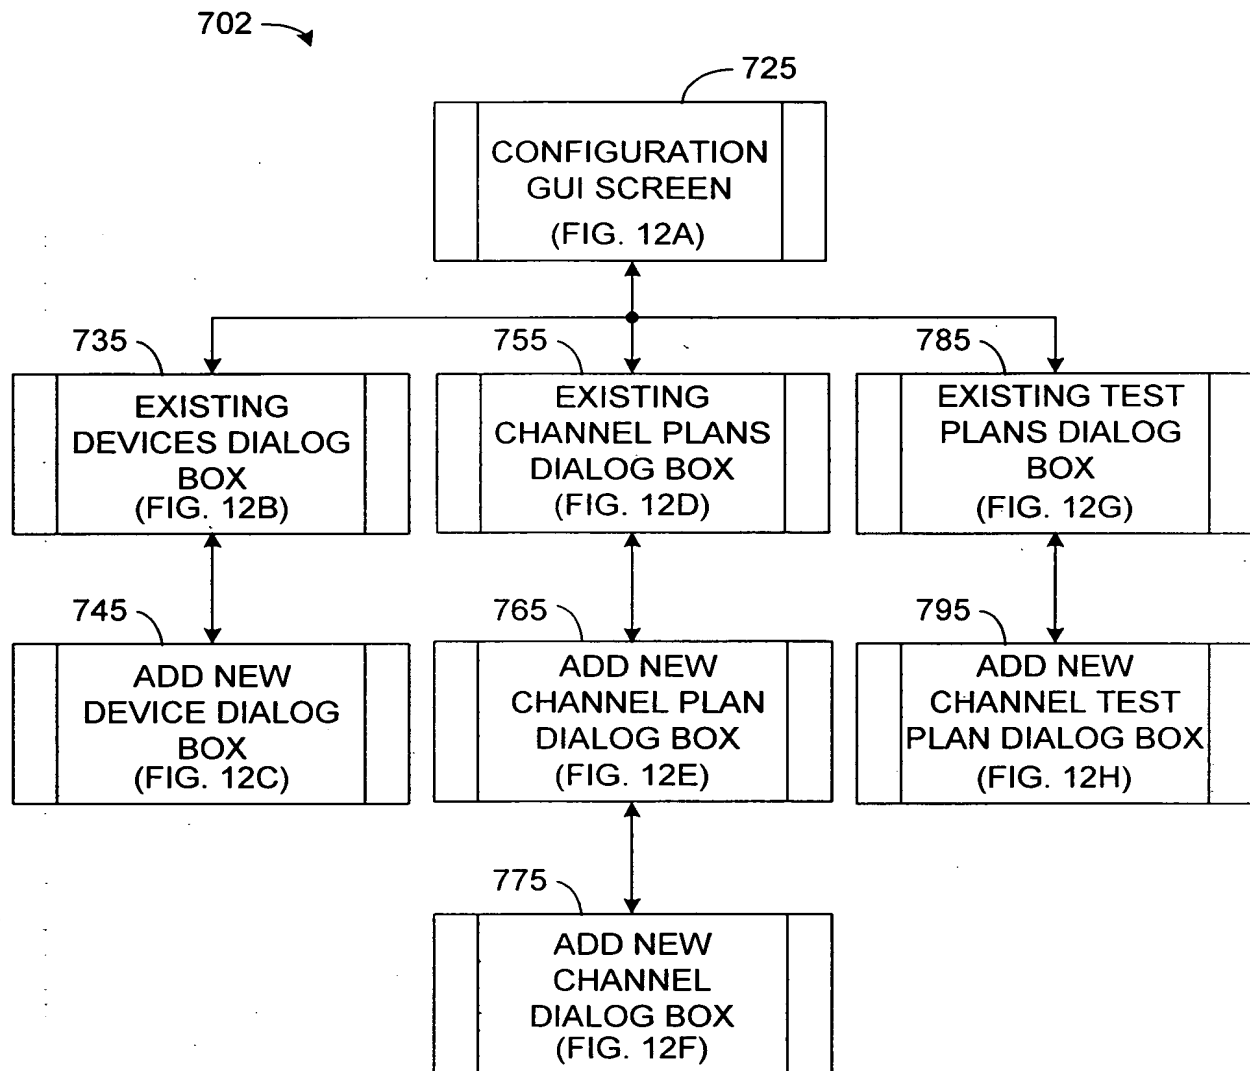 702
725
CONFIGURATION
GUI SCREEN
(FIG. 12A)
735
EXISTING
DEVICES DIALOG
BOX
(FIG. 12B)
755
EXISTING
CHANNEL PLANS
DIALOG BOX
(FIG. 12D)
785
EXISTING TEST
PLANS DIALOG
BOX
(FIG. 12G)
745
ADD NEW
DEVICE DIALOG
BOX
(FIG. 12C)
765
ADD NEW
CHANNEL PLAN
DIALOG BOX
(FIG. 12E)
795
ADD NEW
CHANNEL TEST
PLAN DIALOG BOX
(FIG. 12H)
775
ADD NEW
CHANNEL
DIALOG BOX
(FIG. 12F)